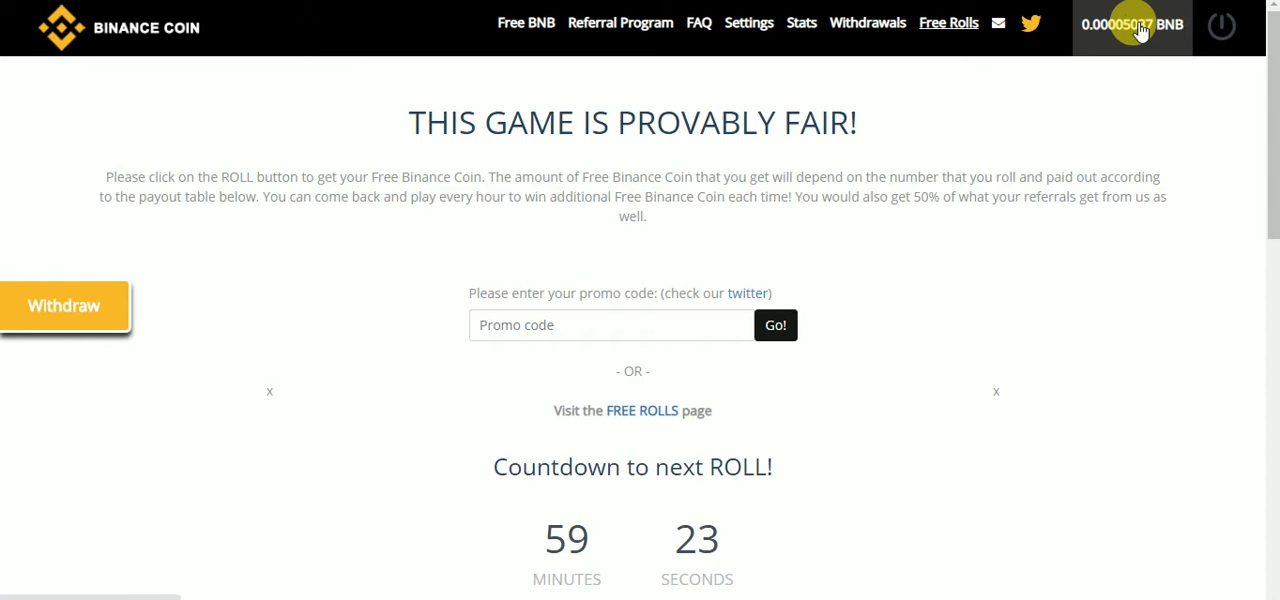 BINANCE COIN
Free BNB Referral Program FAQ Settings Stats Withdrawals Free Rolls 0.00005037 BNB
THIS GAME IS PROVABLY FAIR!
Please click on the ROLL button to get your Free Binance Coin. The amount of Free Binance Coin that you get will depend on the number that you roll and paid out according
to the payout table below. You can come back and play every hour to win additional Free Binance Coin each time! You would also get 50% of what your referrals get from us as
well.
Withdraw
Please enter your promo code: (check our twitter)
Promo code Go!
- OR -
x x
Visit the FREE ROLLS page
Countdown to next ROLL!
59 23
MINUTES SECONDS